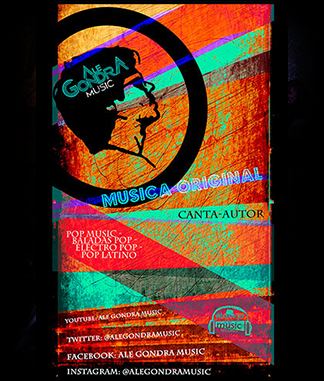 ALE
GONDRA
MUSIC
MUSICA ORIGINAL
CANTA-AUTOR
POP MUSIC -
BALADAS POP -
ELECTRO POP -
POP LATINO
music
YOUTUBE: ALE GONDRA MUSIC
TWITTER: @ALEGONDRAMUSIC
FACEBOOK: ALE GONDRA MUSIC
INSTAGRAM: @ALEGONDRAMUSIC